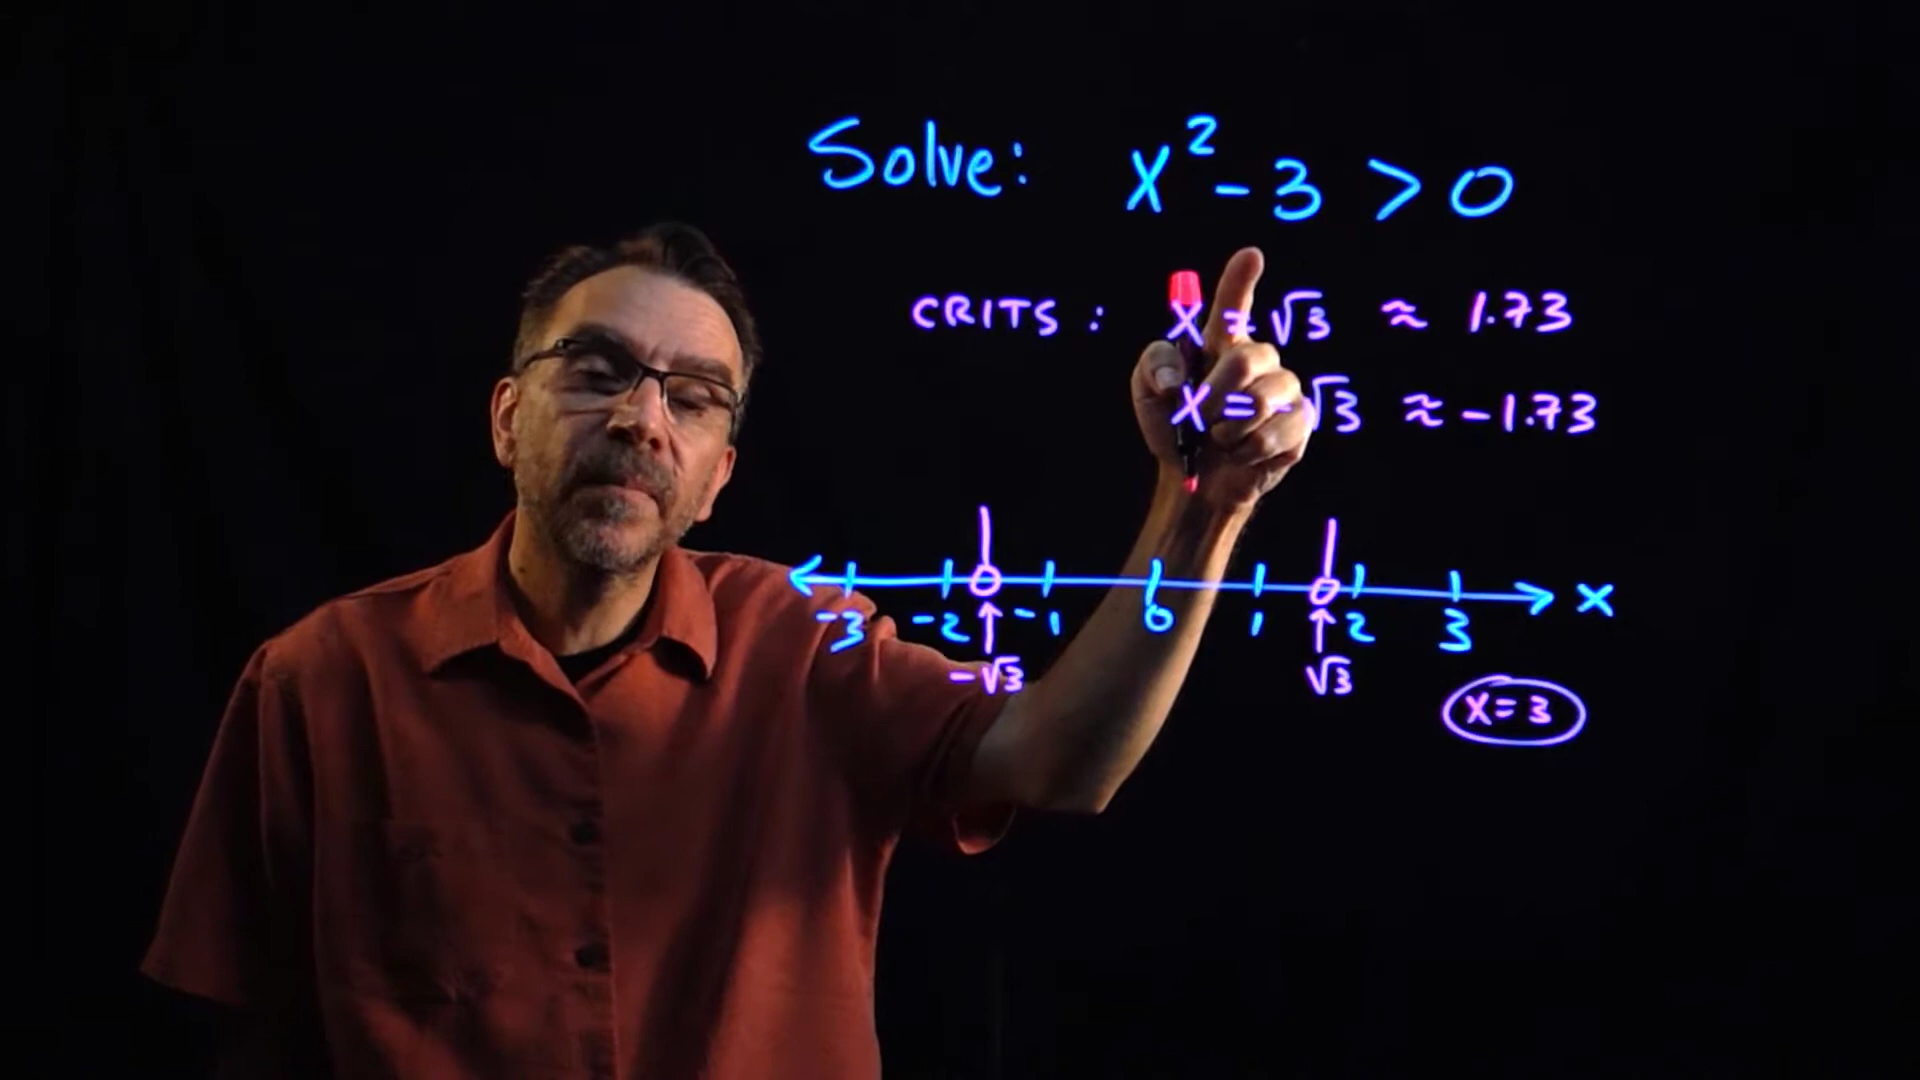 Solve: x² - 3 > 0
CRITS: x = √3 ≈ 1.73
x = -√3 ≈ -1.73
-3 -2 -1 0 1 2 3 x
-√3 √3
x = 3